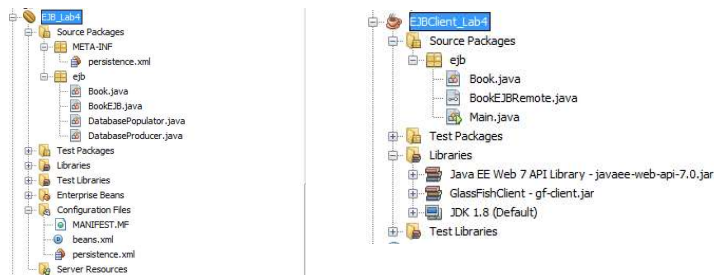 EJB_Lab4
Source Packages
META-INF
persistence.xml
ejb
Book.java
BookEJB.java
DatabasePopulator.java
DatabaseProducer.java
Test Packages
Libraries
Test Libraries
Enterprise Beans
Configuration Files
MANIFEST.MF
beans.xml
persistence.xml
Server Resources
EJBClient_Lab4
Source Packages
ejb
Book.java
BookEJBRemote.java
Main.java
Test Packages
Libraries
Java EE Web 7 API Library - javaee-web-api-7.0.jar
GlassFishClient - gf-client.jar
JDK 1.8 (Default)
Test Libraries